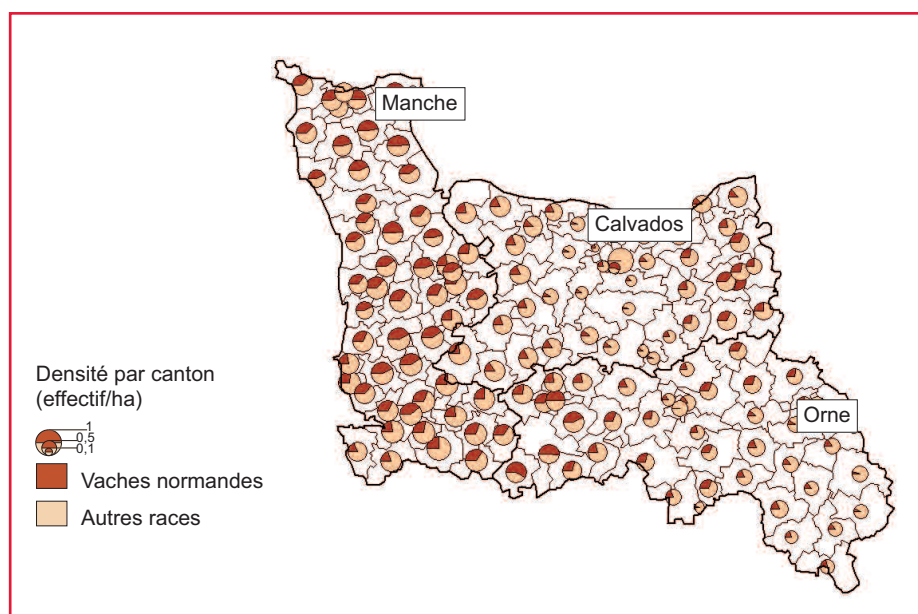 Manche
Calvados
Orne
Densité par canton
(effectif/ha)
1
0,5
0,1
Vaches normandes
Autres races